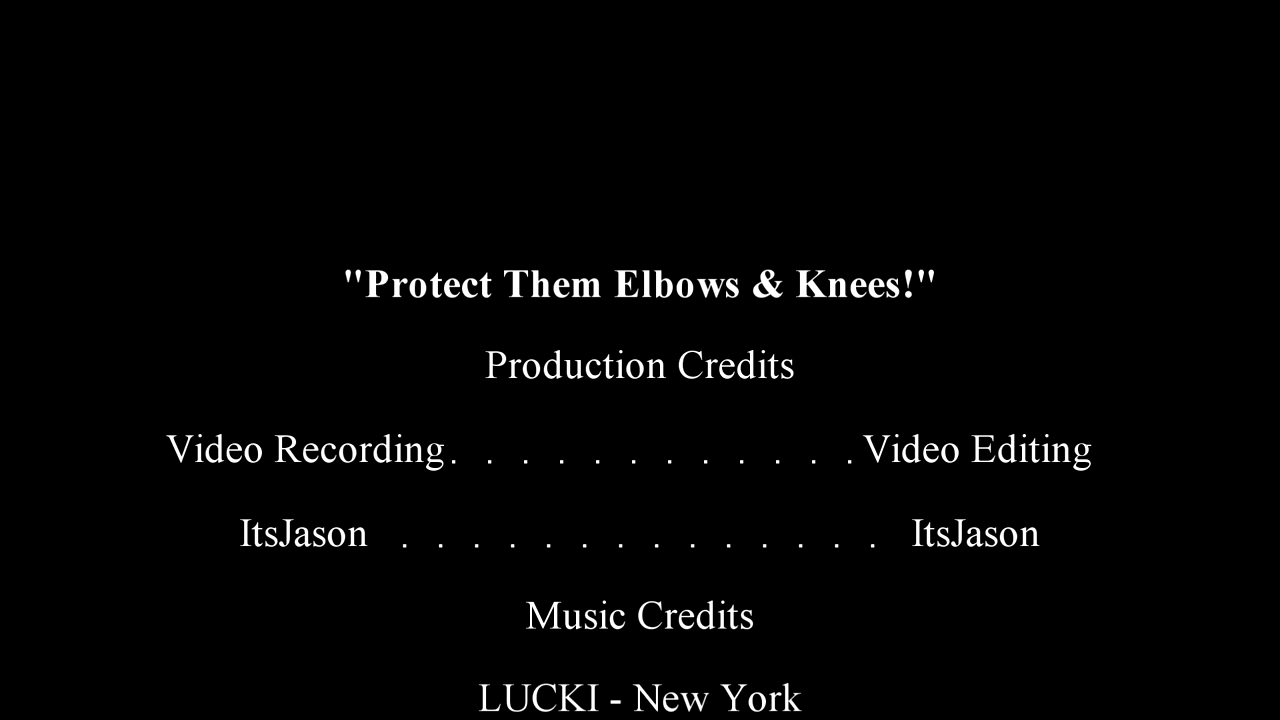 "Protect Them Elbows & Knees!"
Production Credits
Video Recording. . . . . . . . . . . .Video Editing
ItsJason . . . . . . . . . . . . . . ItsJason
Music Credits
LUCKI - New York